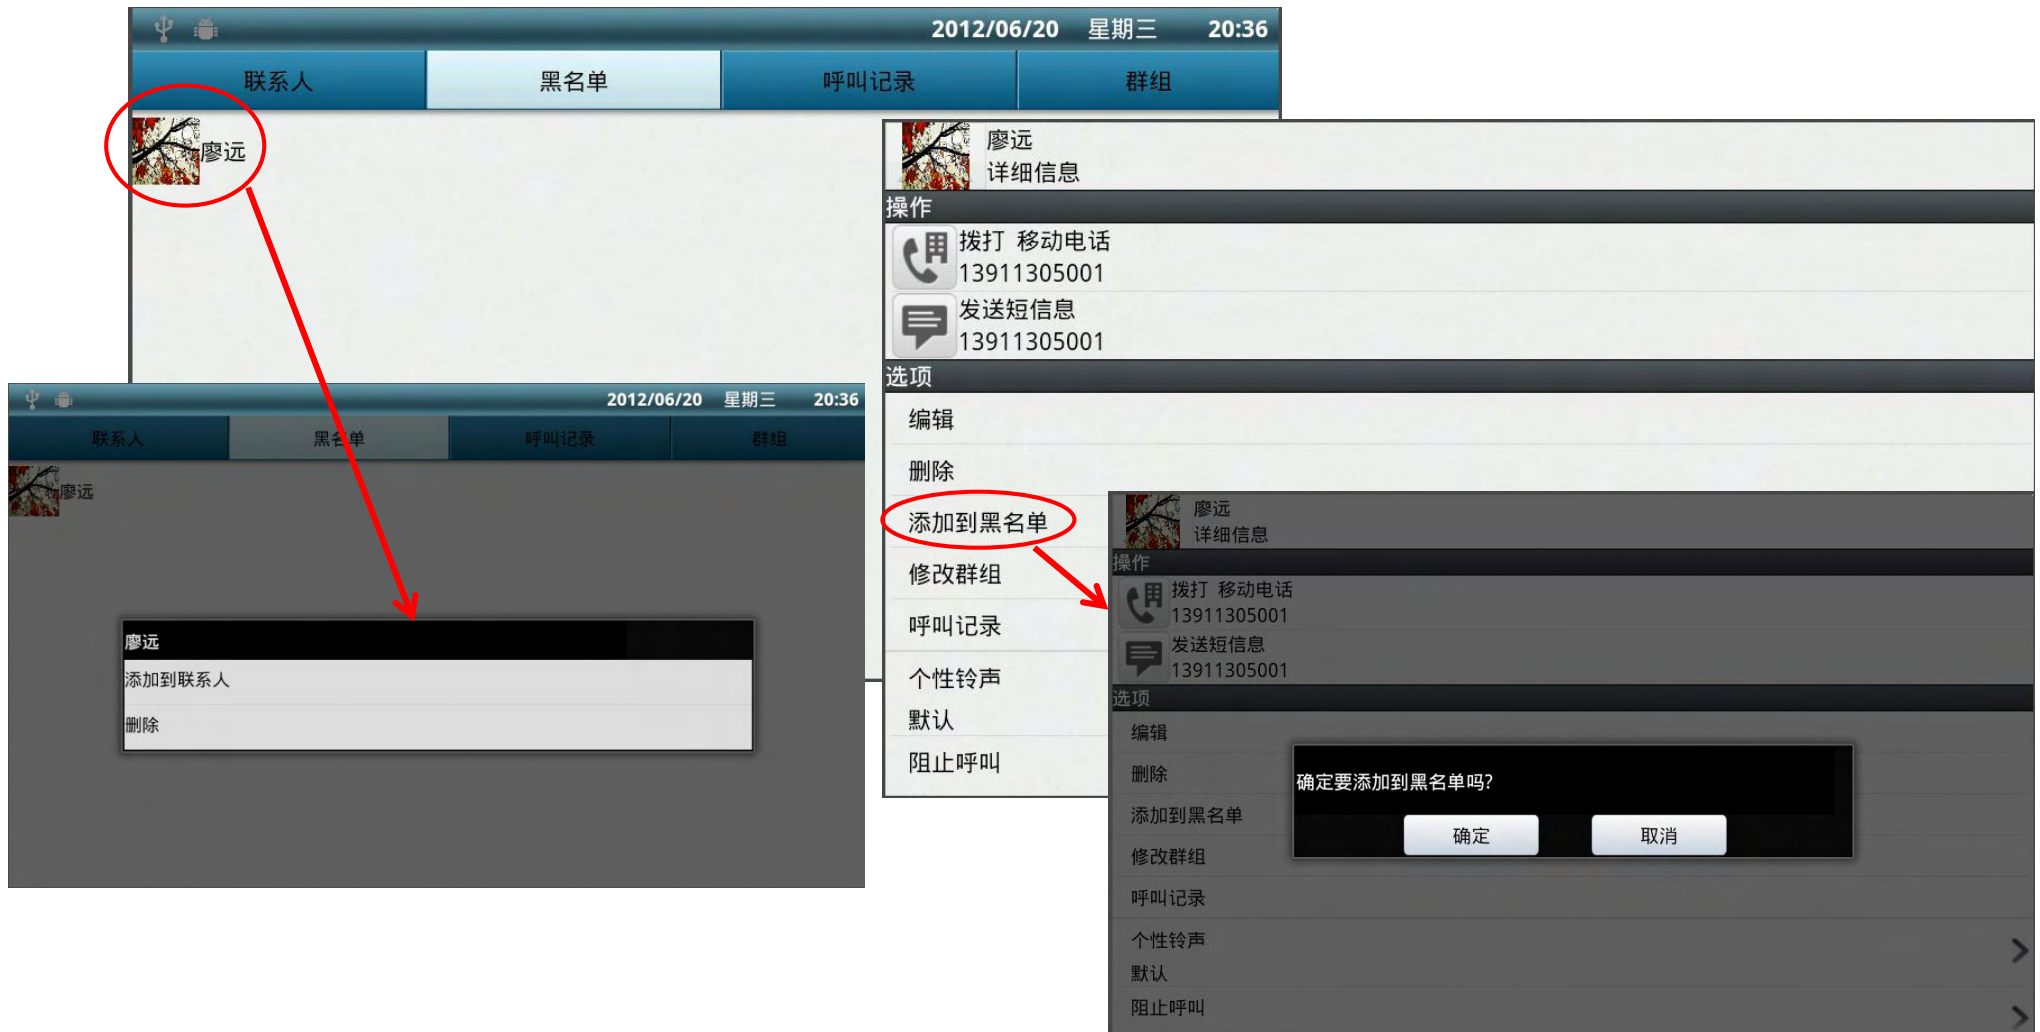 2012/06/20 星期三 20:36
联系人 黑名单 呼叫记录 群组
廖远
廖远
详细信息
操作
拨打 移动电话
13911305001
发送短信息
13911305001
选项
编辑
删除
添加到黑名单
修改群组
呼叫记录
个性铃声
默认
阻止呼叫
2012/06/20 星期三 20:36
联系人 黑名单 呼叫记录 群组
廖远
廖远
添加到联系人
删除
廖远
详细信息
操作
拨打 移动电话
13911305001
发送短信息
13911305001
选项
编辑
删除
添加到黑名单
修改群组
呼叫记录
个性铃声
默认
阻止呼叫
确定要添加到黑名单吗?
确定 取消